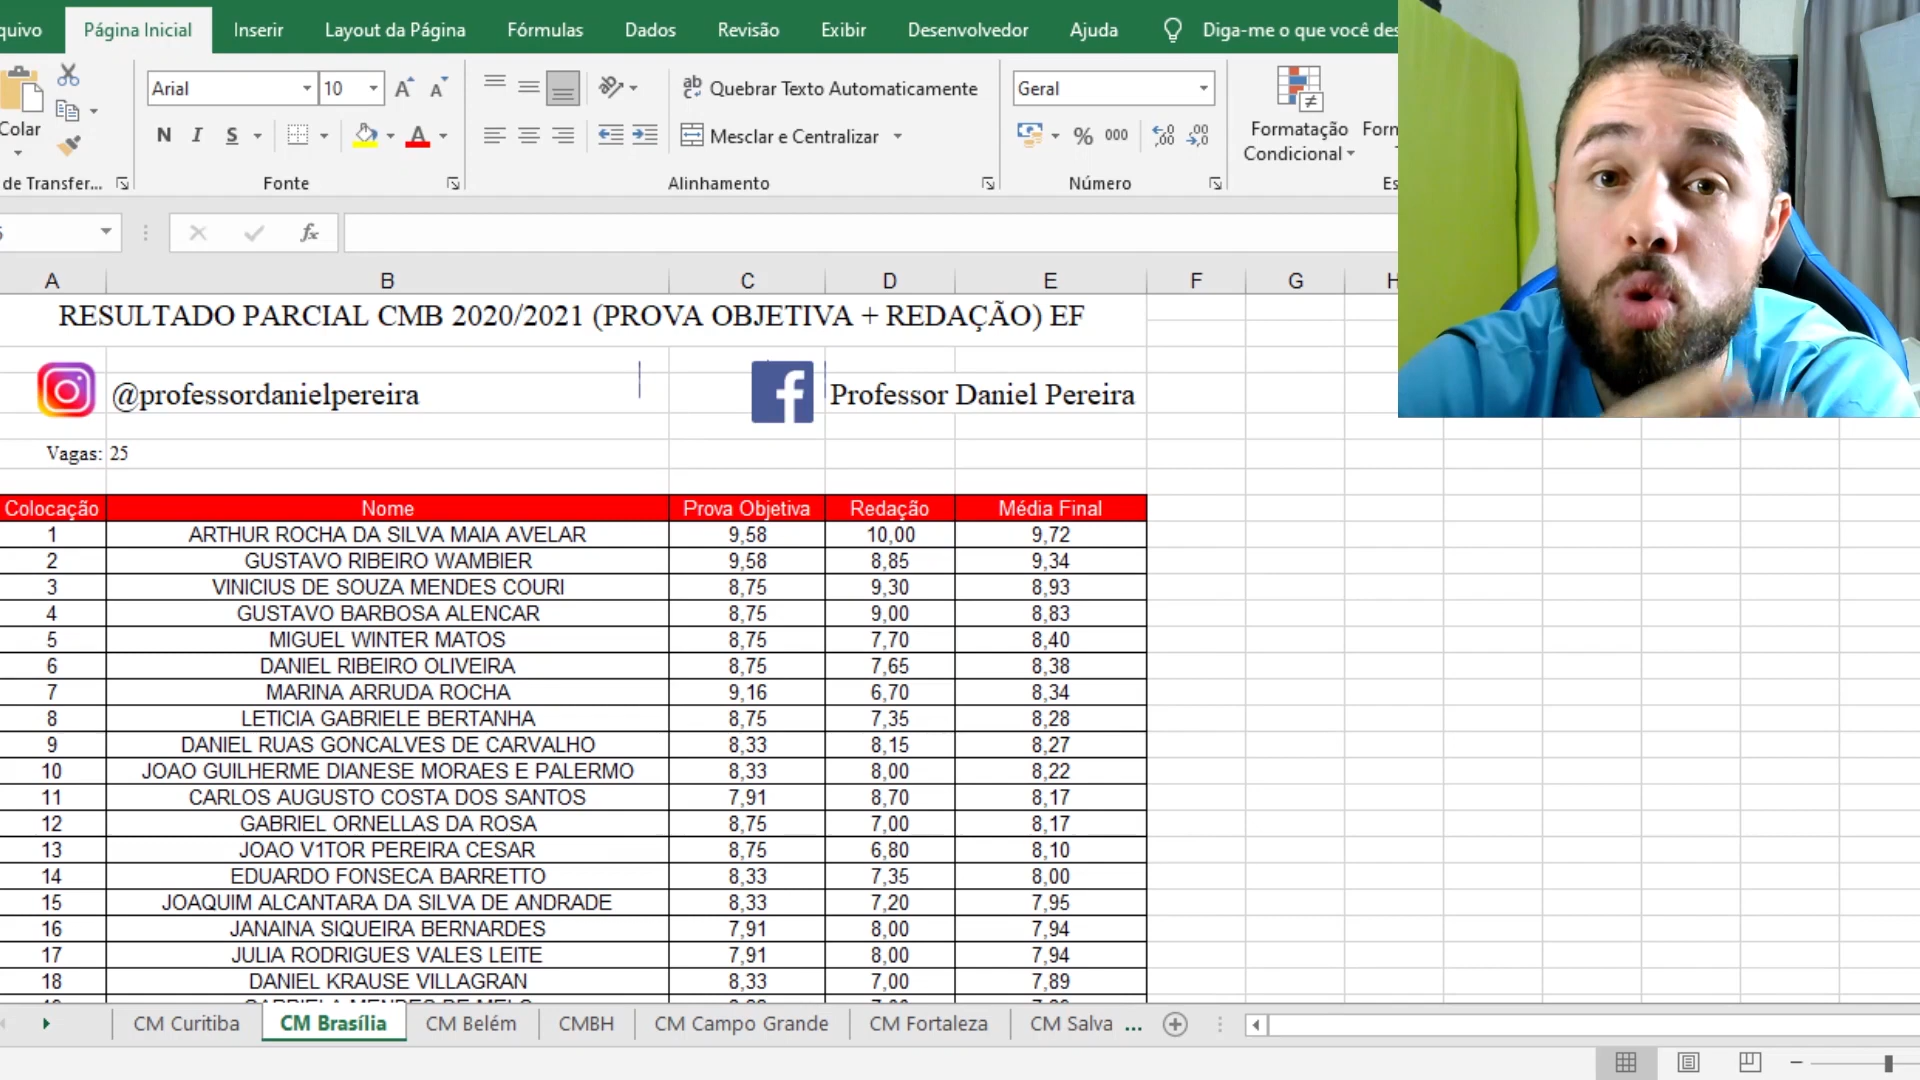 quivo Página Inicial Inserir Layout da Página Fórmulas Dados Revisão Exibir Desenvolvedor Ajuda Diga-me o que você des
Arial 10 Quebrar Texto Automaticamente Geral
Colar N I S A Mesclar e Centralizar % 000 Formatação Condicional Forn
de Transfer... Fonte Alinhamento Número Es
fx
A B C D E F G H
RESULTADO PARCIAL CMB 2020/2021 (PROVA OBJETIVA + REDAÇÃO) EF
@professordanielpereira f Professor Daniel Pereira
Vagas: 25
Colocação Nome Prova Objetiva Redação Média Final
1 ARTHUR ROCHA DA SILVA MAIA AVELAR 9,58 10,00 9,72
2 GUSTAVO RIBEIRO WAMBIER 9,58 8,85 9,34
3 VINICIUS DE SOUZA MENDES COURI 8,75 9,30 8,93
4 GUSTAVO BARBOSA ALENCAR 8,75 9,00 8,83
5 MIGUEL WINTER MATOS 8,75 7,70 8,40
6 DANIEL RIBEIRO OLIVEIRA 8,75 7,65 8,38
7 MARINA ARRUDA ROCHA 9,16 6,70 8,34
8 LETICIA GABRIELE BERTANHA 8,75 7,35 8,28
9 DANIEL RUAS GONCALVES DE CARVALHO 8,33 8,15 8,27
10 JOAO GUILHERME DIANESE MORAES E PALERMO 8,33 8,00 8,22
11 CARLOS AUGUSTO COSTA DOS SANTOS 7,91 8,70 8,17
12 GABRIEL ORNELLAS DA ROSA 8,75 7,00 8,17
13 JOAO V1TOR PEREIRA CESAR 8,75 6,80 8,10
14 EDUARDO FONSECA BARRETTO 8,33 7,35 8,00
15 JOAQUIM ALCANTARA DA SILVA DE ANDRADE 8,33 7,20 7,95
16 JANAINA SIQUEIRA BERNARDES 7,91 8,00 7,94
17 JULIA RODRIGUES VALES LEITE 7,91 8,00 7,94
18 DANIEL KRAUSE VILLAGRAN 8,33 7,00 7,89
CM Curitiba CM Brasília CM Belém CMBH CM Campo Grande CM Fortaleza CM Salva ...